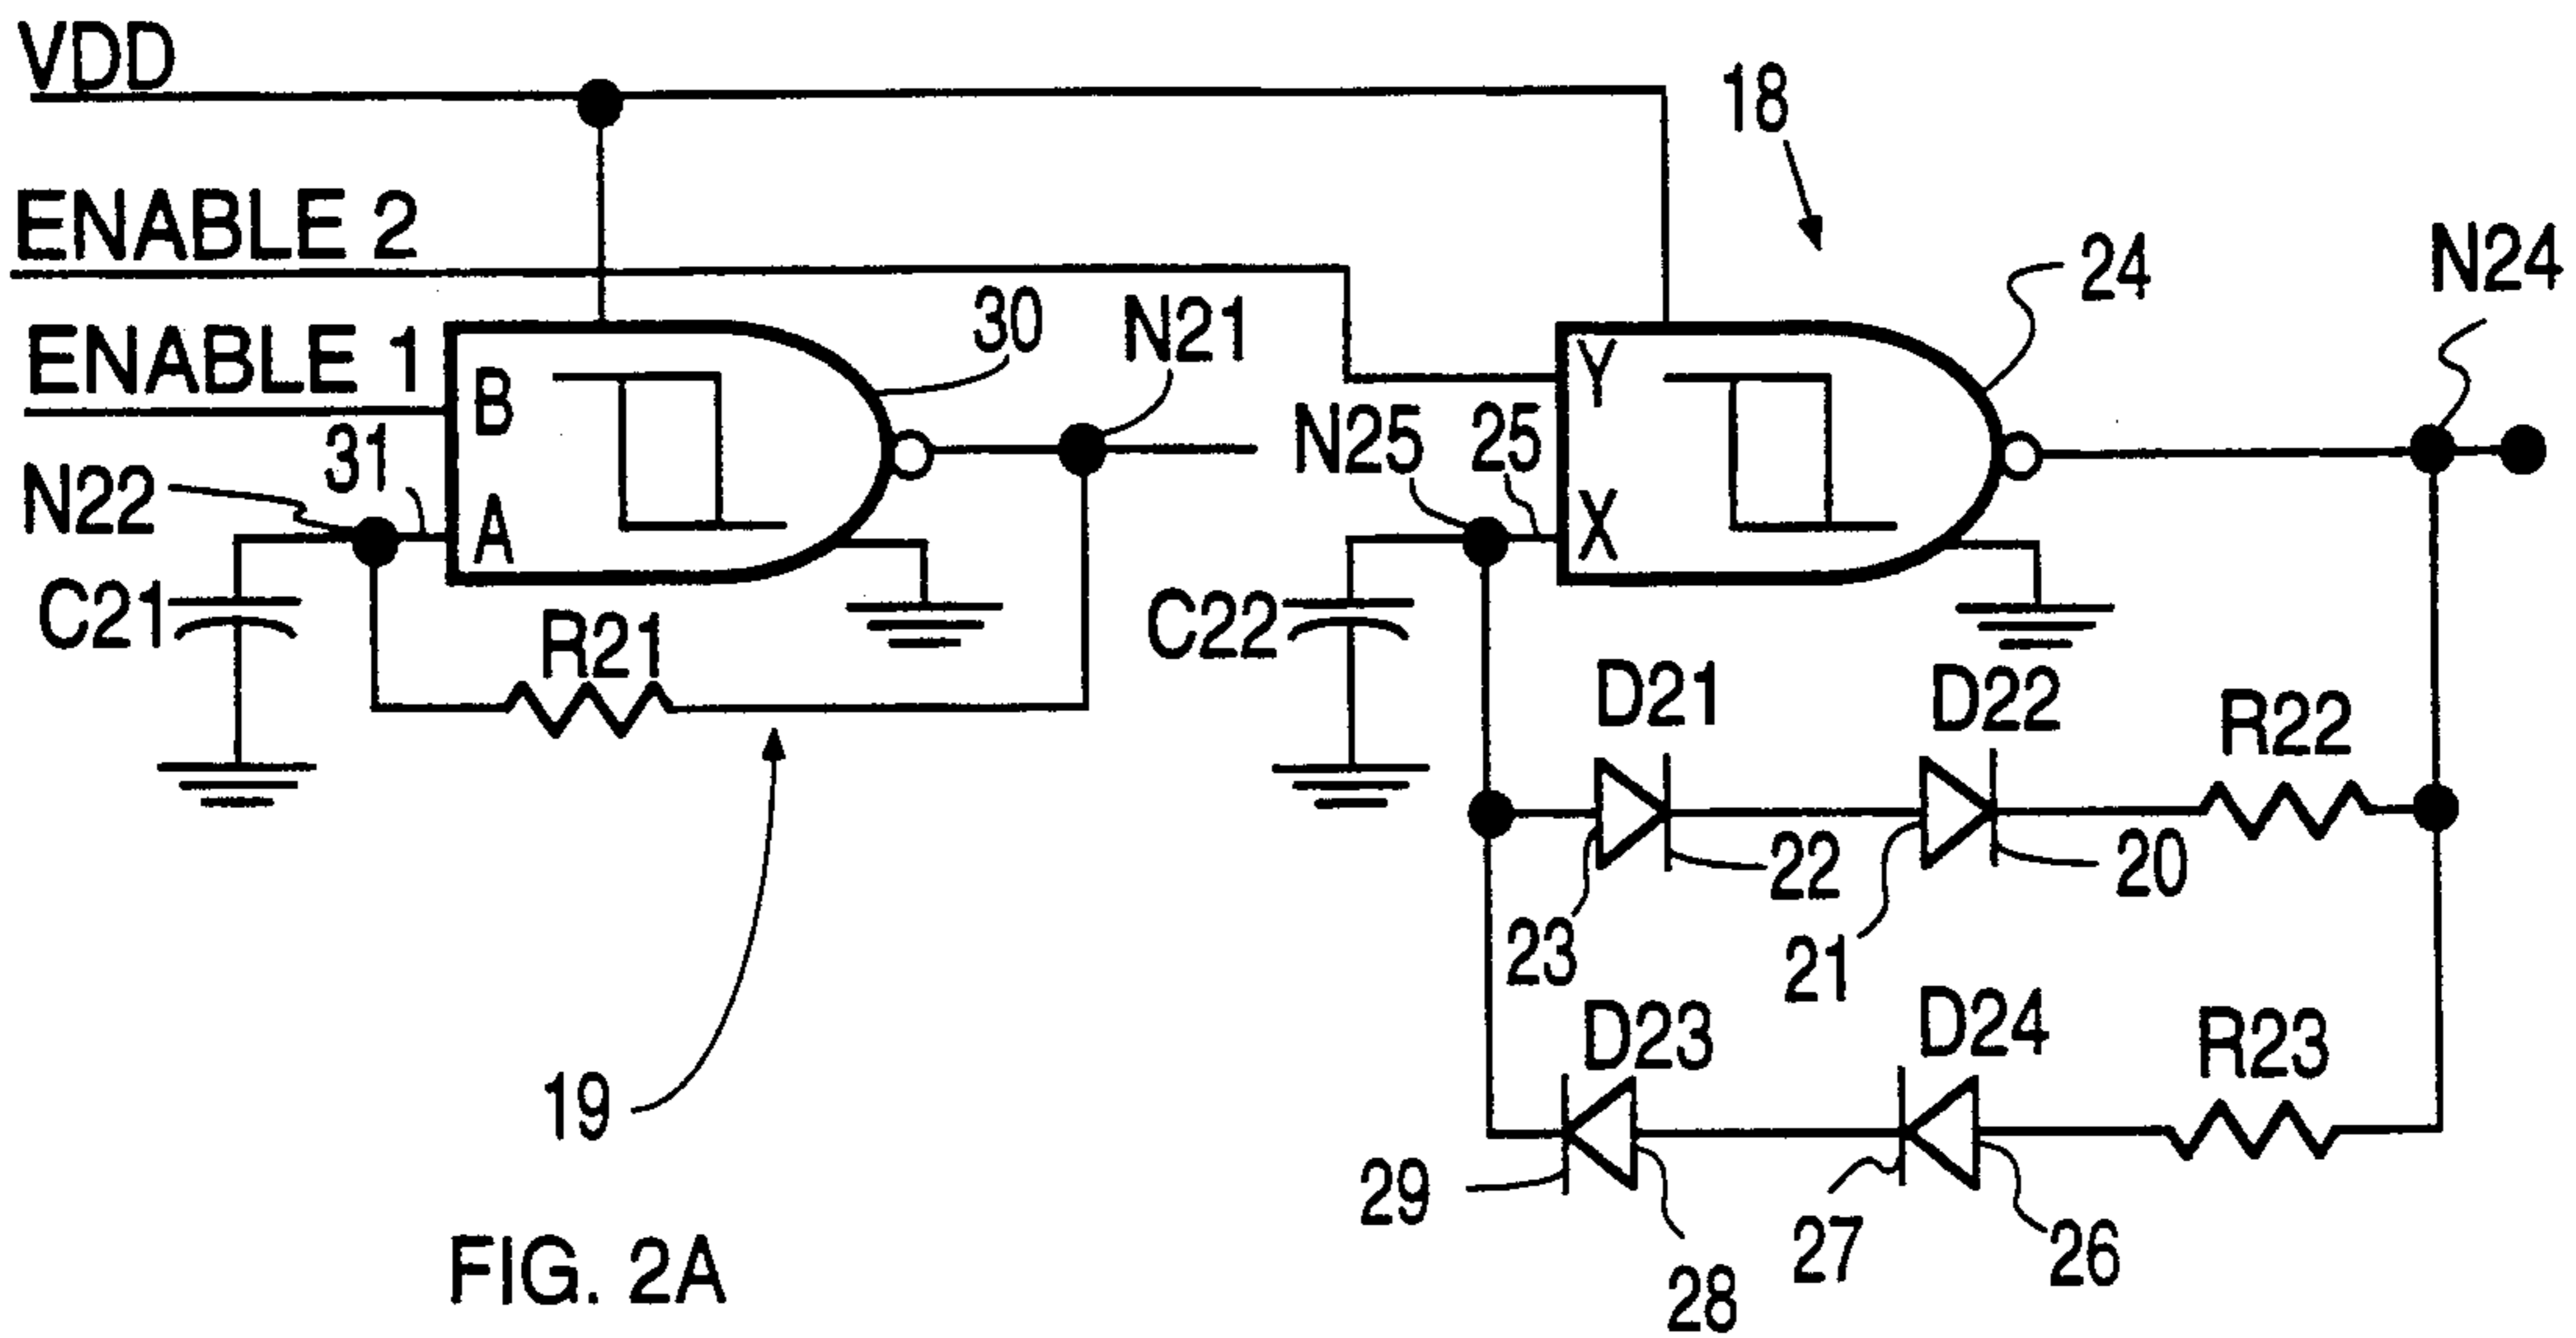 VDD
18
ENABLE 2
24
N24
ENABLE 1
30
N21
B
Y
N25
25
31
N22
A
X
C21
R21
C22
D21
D22
R22
22
20
23
21
D23
D24
R23
19
29
27
26
28
FIG. 2A